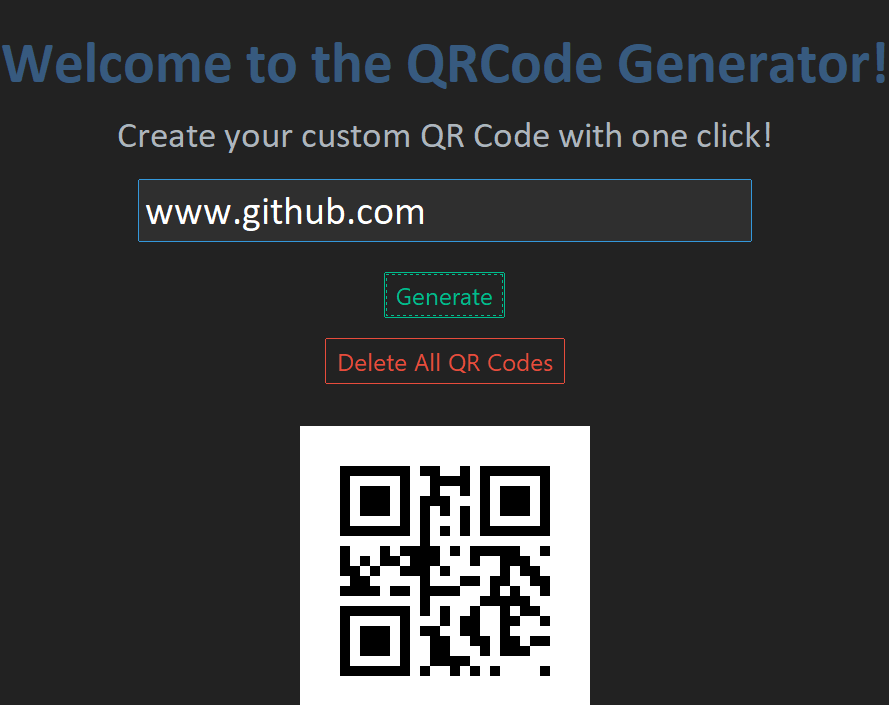 Welcome to the QRCode Generator!
Create your custom QR Code with one click!
www.github.com
Generate
Delete All QR Codes